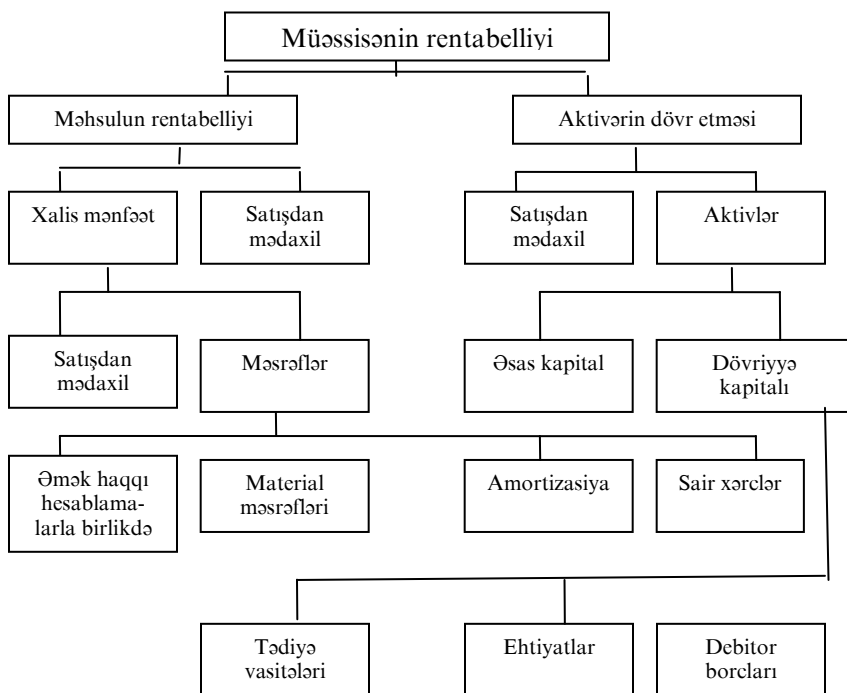 Müəssisənin rentabelliyi
Məhsulun rentabelliyi
Aktivərin dövr etməsi
Xalis mənfəət
Satışdan
mədaxil
Satışdan
mədaxil
Aktivlər
Satışdan
mədaxil
Məsrəflər
Əsas kapital
Dövriyyə
kapitalı
Əmək haqqı
hesablama-
larla birlikdə
Material
məsrəfləri
Amortizasiya
Sair xərclər
Tədiyə
vasitələri
Ehtiyatlar
Debitor
borcları